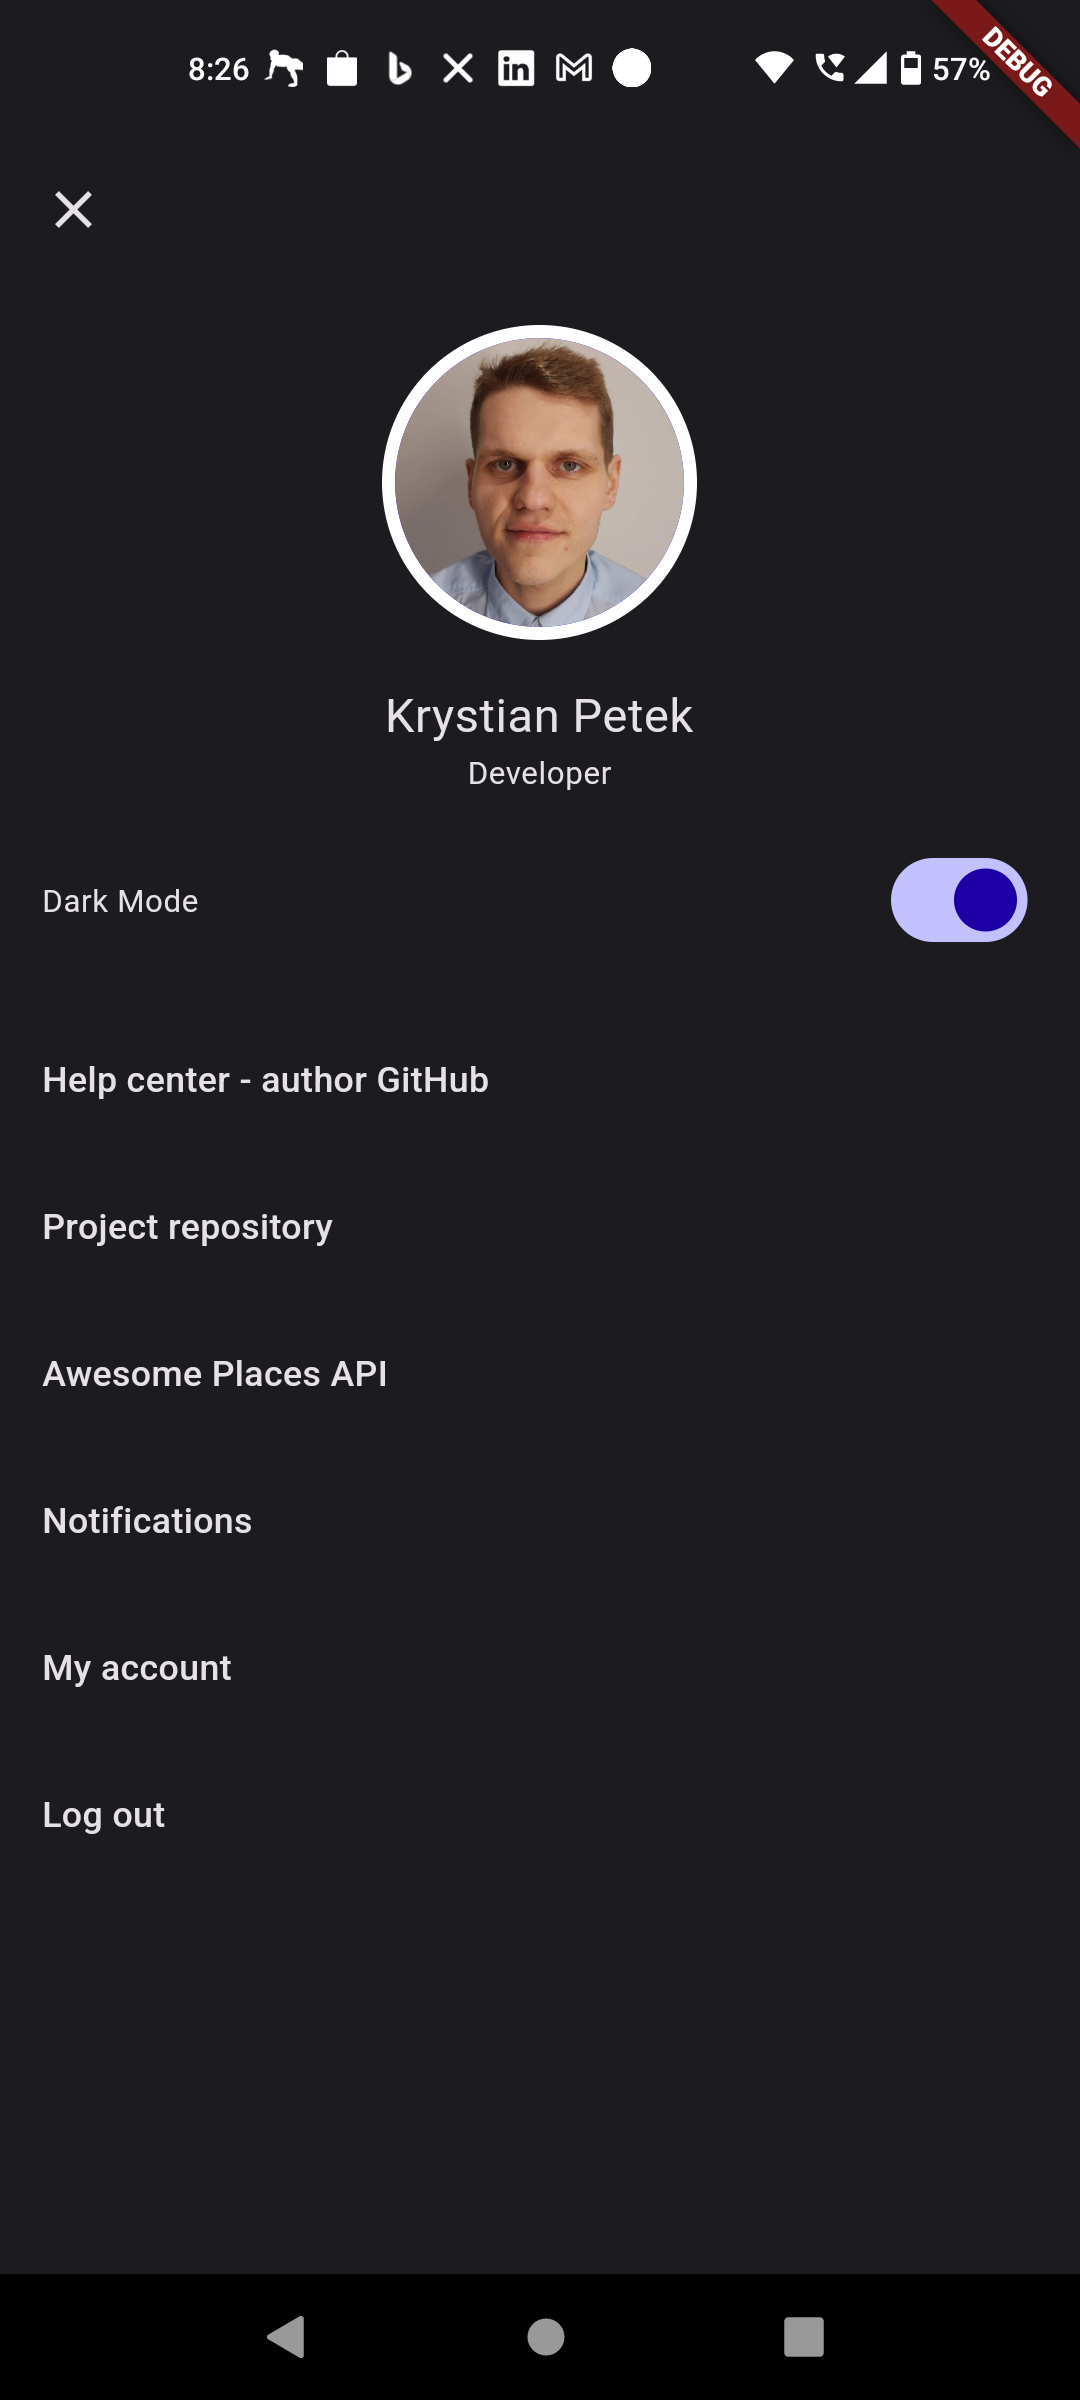 8:26
57%
DEBUG
Krystian Petek
Developer
Dark Mode
Help center - author GitHub
Project repository
Awesome Places API
Notifications
My account
Log out